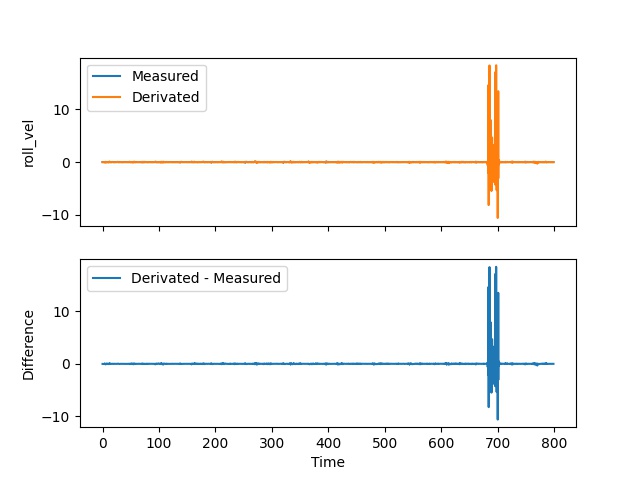 Measured
Derivated
10
0
−10
roll_vel
Derivated - Measured
10
0
−10
Difference
0 100 200 300 400 500 600 700 800
Time